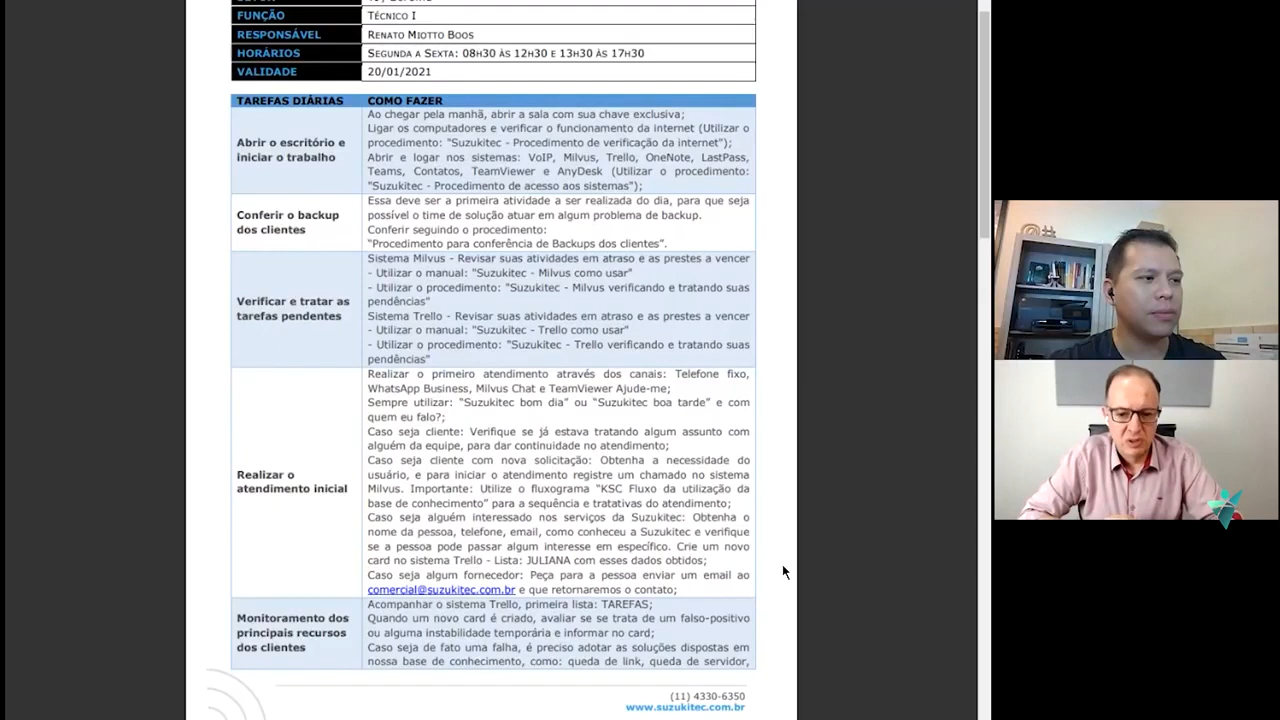 FUNÇÃO TÉCNICO I
RESPONSÁVEL RENATO MIOTTO BOOS
HORÁRIOS SEGUNDA A SEXTA: 08H30 ÀS 12H30 E 13H30 ÀS 17H30
VALIDADE 20/01/2021
TAREFAS DIÁRIAS COMO FAZER
Abrir o escritório e
iniciar o trabalho
Ao chegar pela manhã, abrir a sala com sua chave exclusiva;
Ligar os computadores e verificar o funcionamento da internet (Utilizar o
procedimento: “Suzukitec - Procedimento de verificação da internet”);
Abrir e logar nos sistemas: VoIP, Milvus, Trello, OneNote, LastPass,
Teams, Contatos, TeamViewer e AnyDesk (Utilizar o procedimento:
“Suzukitec - Procedimento de acesso aos sistemas”);
Conferir o backup
dos clientes
Essa deve ser a primeira atividade a ser realizada do dia, para que seja
possível o time de solução atuar em algum problema de backup.
Conferir seguindo o procedimento:
“Procedimento para conferência de Backups dos clientes”.
Verificar e tratar as
tarefas pendentes
Sistema Milvus - Revisar suas atividades em atraso e as prestes a vencer
- Utilizar o manual: “Suzukitec - Milvus como usar”
- Utilizar o procedimento: “Suzukitec - Milvus verificando e tratando suas
pendências”
Sistema Trello - Revisar suas atividades em atraso e as prestes a vencer
- Utilizar o manual: “Suzukitec - Trello como usar”
- Utilizar o procedimento: “Suzukitec - Trello verificando e tratando suas
pendências”
Realizar o
atendimento inicial
Realizar o primeiro atendimento através dos canais: Telefone fixo,
WhatsApp Business, Milvus Chat e TeamViewer Ajude-me;
Sempre utilizar: “Suzukitec bom dia” ou “Suzukitec boa tarde” e com
quem eu falo?;
Caso seja cliente: Verifique se já estava tratando algum assunto com
alguém da equipe, para dar continuidade no atendimento;
Caso seja cliente com nova solicitação: Obtenha a necessidade do
usuário, e para iniciar o atendimento registre um chamado no sistema
Milvus. Importante: Utilize o fluxograma “KSC Fluxo da utilização da
base de conhecimento” para a sequência e tratativas do atendimento;
Caso seja alguém interessado nos serviços da Suzukitec: Obtenha o
nome da pessoa, telefone, email, como conheceu a Suzukitec e verifique
se a pessoa pode passar algum interesse em específico. Crie um novo
card no sistema Trello - Lista: JULIANA com esses dados obtidos;
Caso seja algum fornecedor: Peça para a pessoa enviar um email ao
comercial@suzukitec.com.br e que retornaremos o contato;
Monitoramento dos
principais recursos
dos clientes
Acompanhar o sistema Trello, primeira lista: TAREFAS;
Quando um novo card é criado, avaliar se se trata de um falso-positivo
ou alguma instabilidade temporária e informar no card;
Caso seja de fato uma falha, é preciso adotar as soluções dispostas em
nossa base de conhecimento, como: queda de link, queda de servidor,
(11) 4330-6350
www.suzukitec.com.br